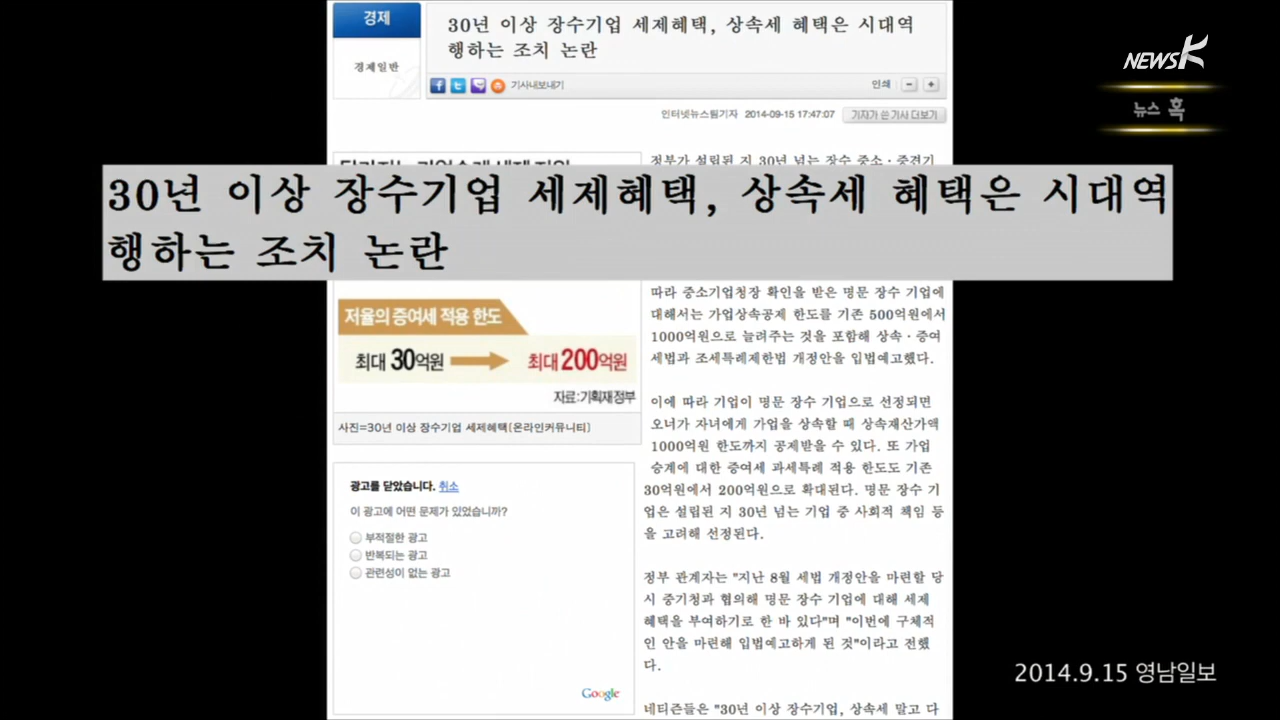 경제
30년 이상 장수기업 세제혜택, 상속세 혜택은 시대역
행하는 조치 논란
경제일반
기사내보내기
인쇄
인터넷뉴스팀기자 2014-09-15 17:47:07 기자가 쓴 기사 더보기
NEWS K
뉴스 혹
정부가 설립된 지 30년 넘는 장수 중소·중견기
30년 이상 장수기업 세제혜택, 상속세 혜택은 시대역
행하는 조치 논란
저율의 증여세 적용 한도
최대 30억원 최대 200억원
자료:기획재정부
사진=30년 이상 장수기업 세제혜택(온라인커뮤니티)
광고를 닫았습니다. 취소
이 광고에 어떤 문제가 있었습니까?
부적절한 광고
반복되는 광고
관련성이 없는 광고
Google
따라 중소기업청장 확인을 받은 명문 장수 기업에
대해서는 가업상속공제 한도를 기존 500억원에서
1000억원으로 늘려주는 것을 포함해 상속·증여
세법과 조세특례제한법 개정안을 입법예고했다.
이에 따라 기업이 명문 장수 기업으로 선정되면
오너가 자녀에게 가업을 상속할 때 상속재산가액
1000억원 한도까지 공제받을 수 있다. 또 가업
승계에 대한 증여세 과세특례 적용 한도도 기존
30억원에서 200억원으로 확대된다. 명문 장수 기
업은 설립된 지 30년 넘는 기업 중 사회적 책임 등
을 고려해 선정된다.
정부 관계자는 "지난 8월 세법 개정안을 마련할 당
시 중기청과 협의해 명문 장수 기업에 대해 세제
혜택을 부여하기로 한 바 있다"며 "이번에 구체적
인 안을 마련해 입법예고하게 된 것"이라고 전했
다.
네티즌들은 "30년 이상 장수기업, 상속세 말고 다
2014.9.15 영남일보